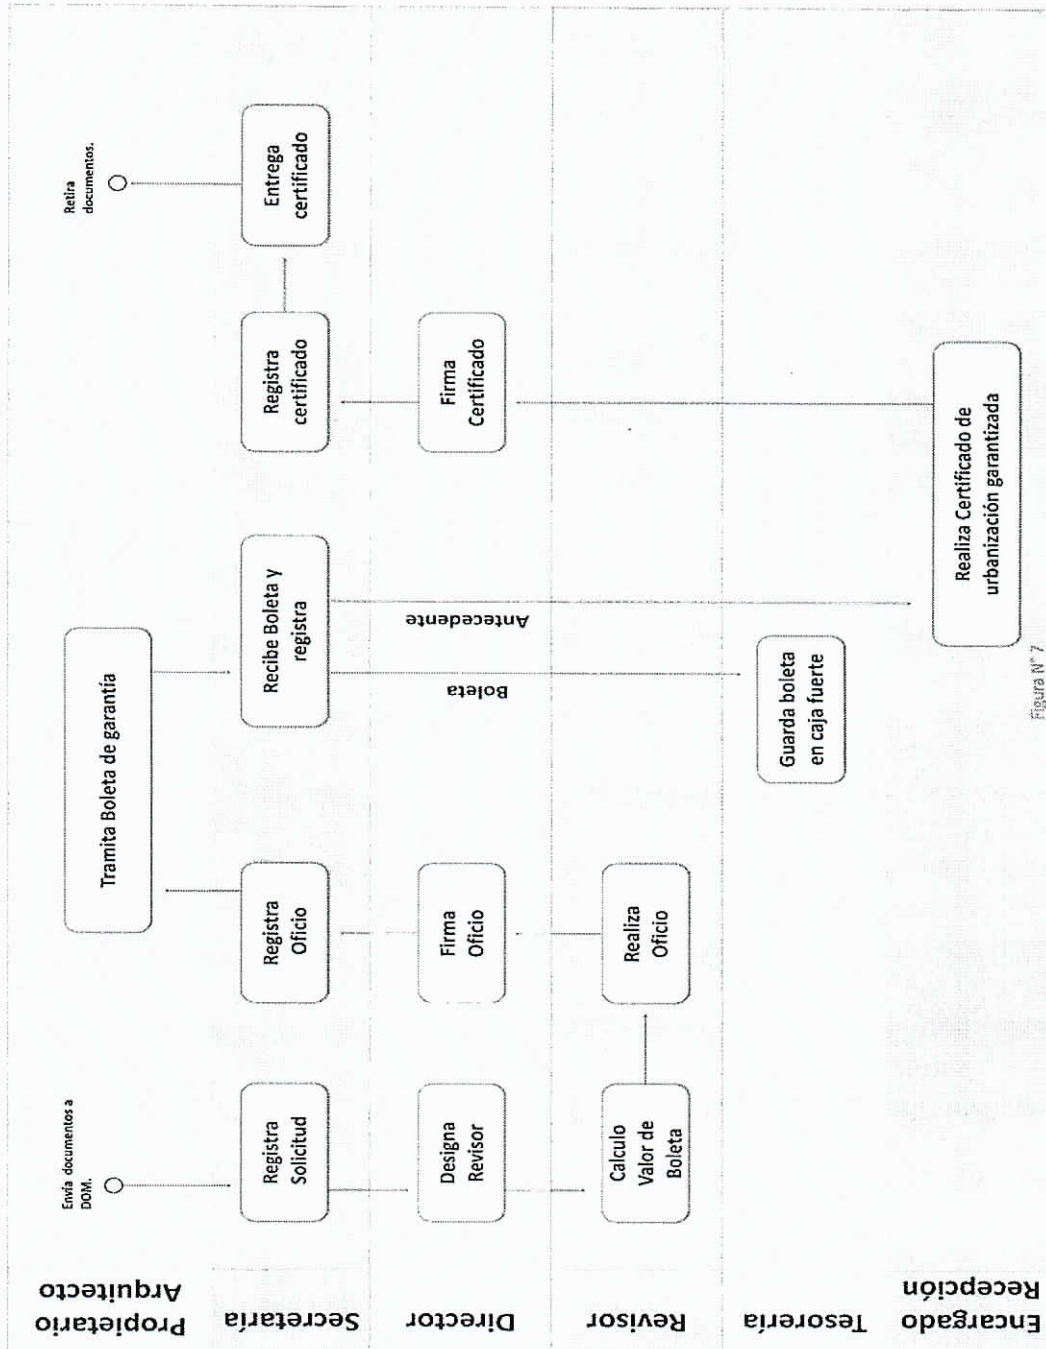 Propietario
Arquitecto
Envía documentos a
DOM.
Tramita Boleta de garantía
Retira
documentos.
Secretaría
Registra
Solicitud
Registra
Oficio
Recibe Boleta y
registra
Registra
certificado
Entrega
certificado
Director
Designa
Revisor
Firma
Oficio
Firma
Certificado
Revisor
Calculo
Valor de
Boleta
Realiza
Oficio
Boleta
Antecedente
Tesorería
Guarda boleta
en caja fuerte
Encargado
Recepción
Realiza Certificado de
urbanización garantizada
Figura N° 7